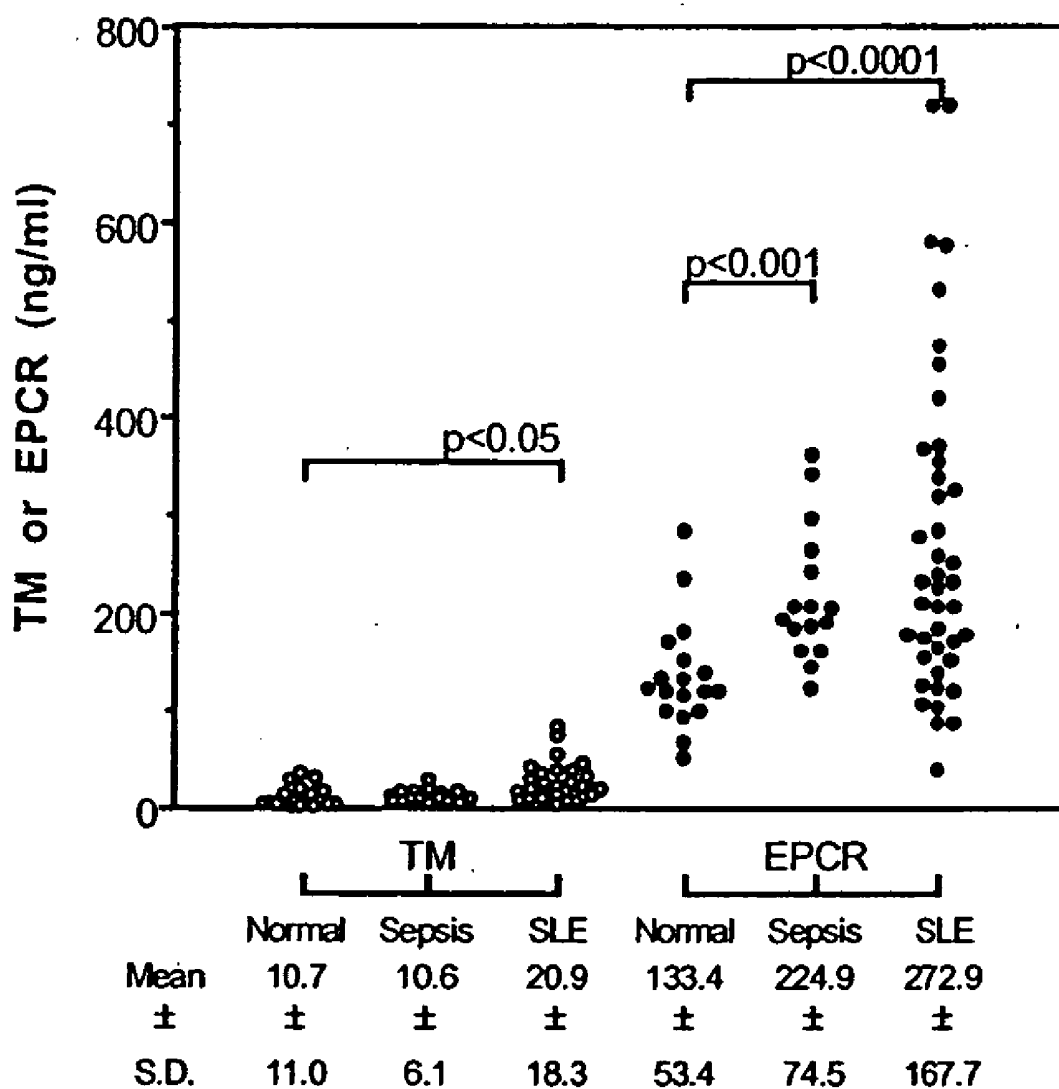 800
p<0.0001
TM or EPCR (ng/ml)
600
p<0.001
400
p<0.05
200
0
TM EPCR
Normal Sepsis SLE Normal Sepsis SLE
Mean 10.7 10.6 20.9 133.4 224.9 272.9
± ± ± ± ± ± ±
S.D. 11.0 6.1 18.3 53.4 74.5 167.7